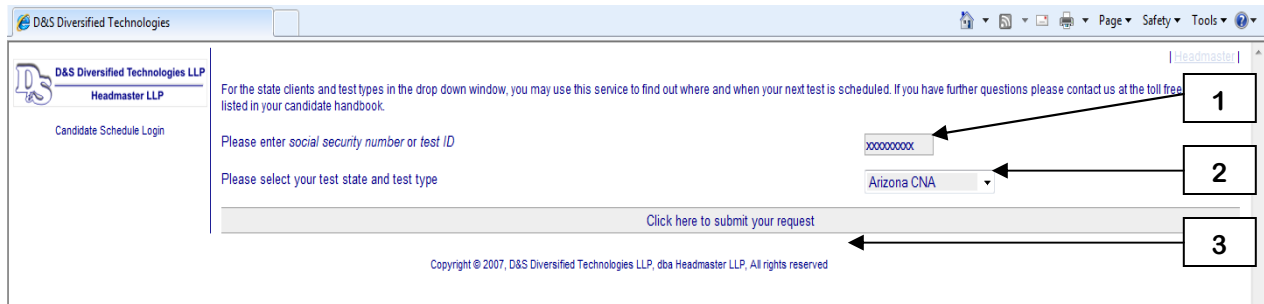 D&S Diversified Technologies
Page Safety Tools
| Headmaster |
D&S Diversified Technologies LLP
Headmaster LLP
Candidate Schedule Login
For the state clients and test types in the drop down window, you may use this service to find out where and when your next test is scheduled. If you have further questions please contact us at the toll free
listed in your candidate handbook.
1
Please enter social security number or test ID
xxxxxxxxx
Please select your test state and test type
Arizona CNA
2
Click here to submit your request
3
Copyright © 2007, D&S Diversified Technologies LLP, dba Headmaster LLP, All rights reserved